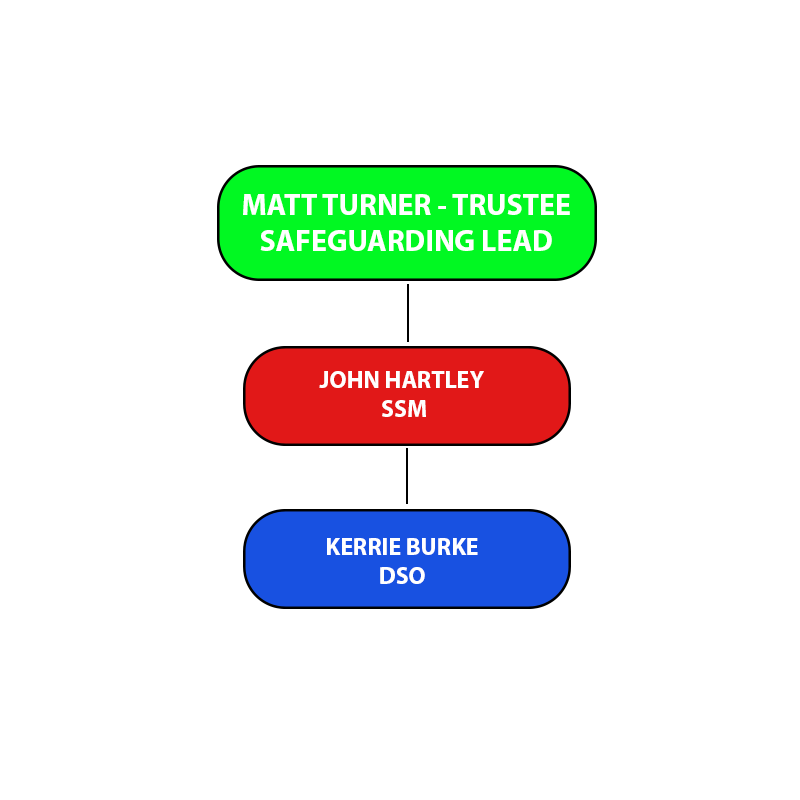 MATT TURNER - TRUSTEE
SAFEGUARDING LEAD
JOHN HARTLEY
SSM
KERRIE BURKE
DSO